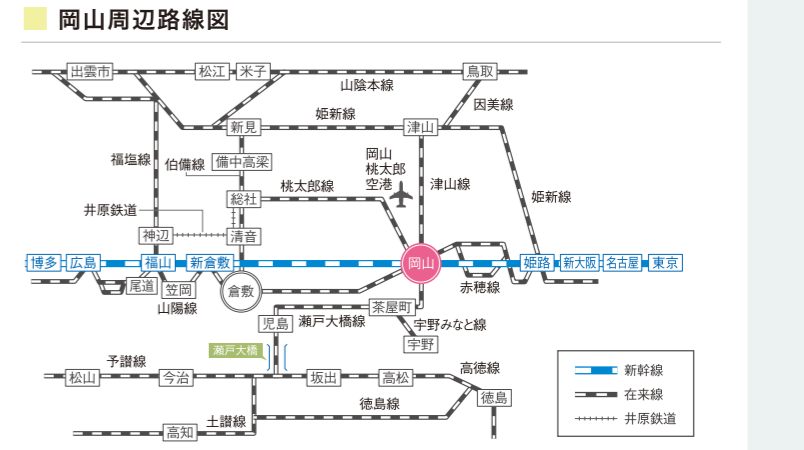 岡山周辺路線図
出雲市
松江
米子
鳥取
山陰本線
因美線
姫新線
新見
津山
福塩線
伯備線
備中高梁
岡山
桃太郎
空港
津山線
姫新線
桃太郎線
総社
井原鉄道
神辺
清音
博多
広島
福山
新倉敷
岡山
姫路
新大阪
名古屋
東京
尾道
笠岡
倉敷
赤穂線
山陽線
茶屋町
児島
瀬戸大橋線
宇野みなと線
宇野
瀬戸大橋
予讃線
高徳線
松山
今治
坂出
高松
徳島
徳島線
土讃線
高知
新幹線
在来線
井原鉄道